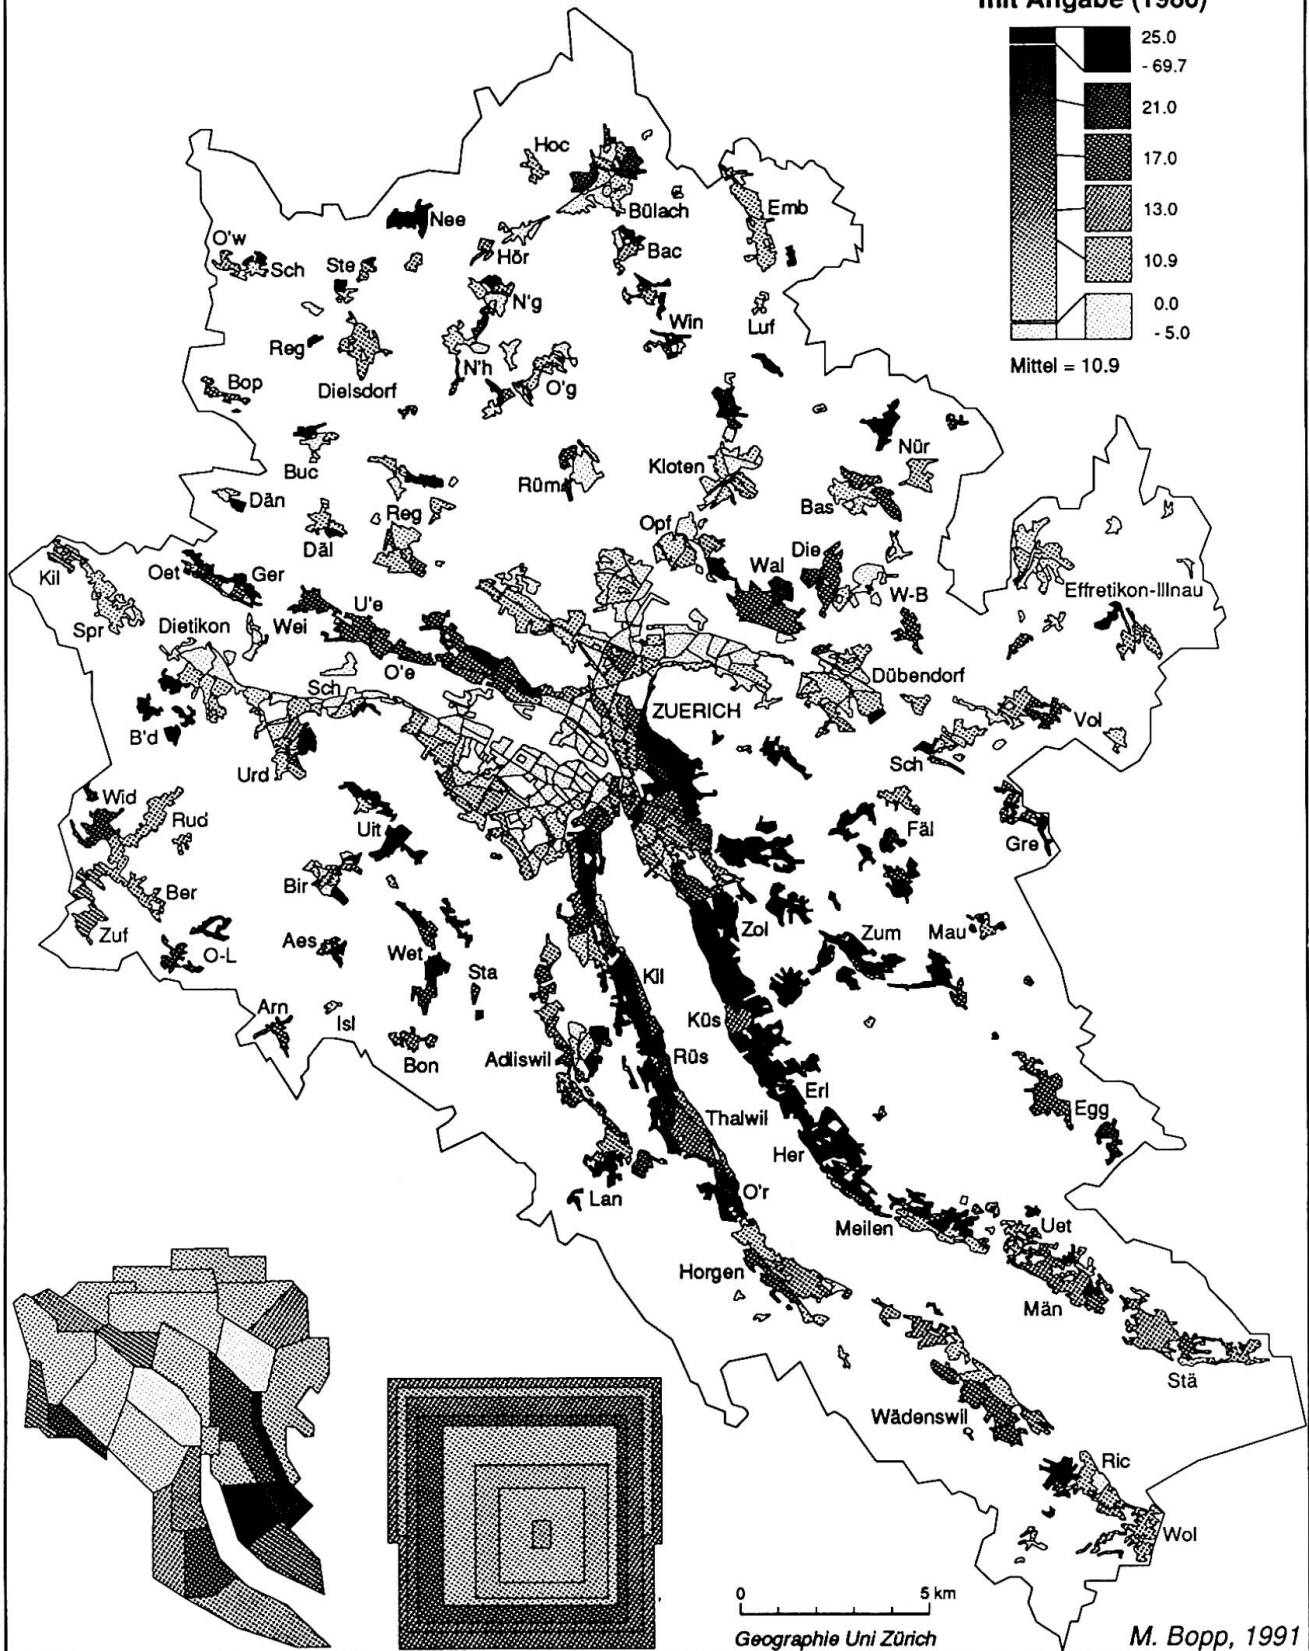 mit Angabe (1980)
25.0
- 69.7
21.0
17.0
13.0
10.9
0.0
- 5.0
Mittel = 10.9
Hoc
Bülach
Emb
Nee
O'w
Sch
Ste
Hör
Bac
N'g
Win
Luf
Reg
Dielsdorf
N'h
O'g
Bop
Buc
Rüm
Kloten
Nür
Dän
Däl
Reg
Bas
Opf
Die
Kil
Oet
Ger
Wal
W-B
Effretikon-Illnau
Spr
Dietikon
Wei
U'e
O'e
Dübendorf
Sch
ZUERICH
Vol
B'd
Urd
Sch
Wid
Rud
Uit
Fäl
Gre
Bir
Ber
Zuf
O-L
Aes
Wet
Sta
Zol
Zum
Mau
Kil
Arn
Isl
Bon
Küs
Adliswil
Rüs
Erl
Thalwil
Egg
Her
Lan
O'r
Meilen
Uet
Horgen
Män
Stä
Wädenswil
Ric
Wol
0 5 km
Geographie Uni Zürich
M. Bopp, 1991